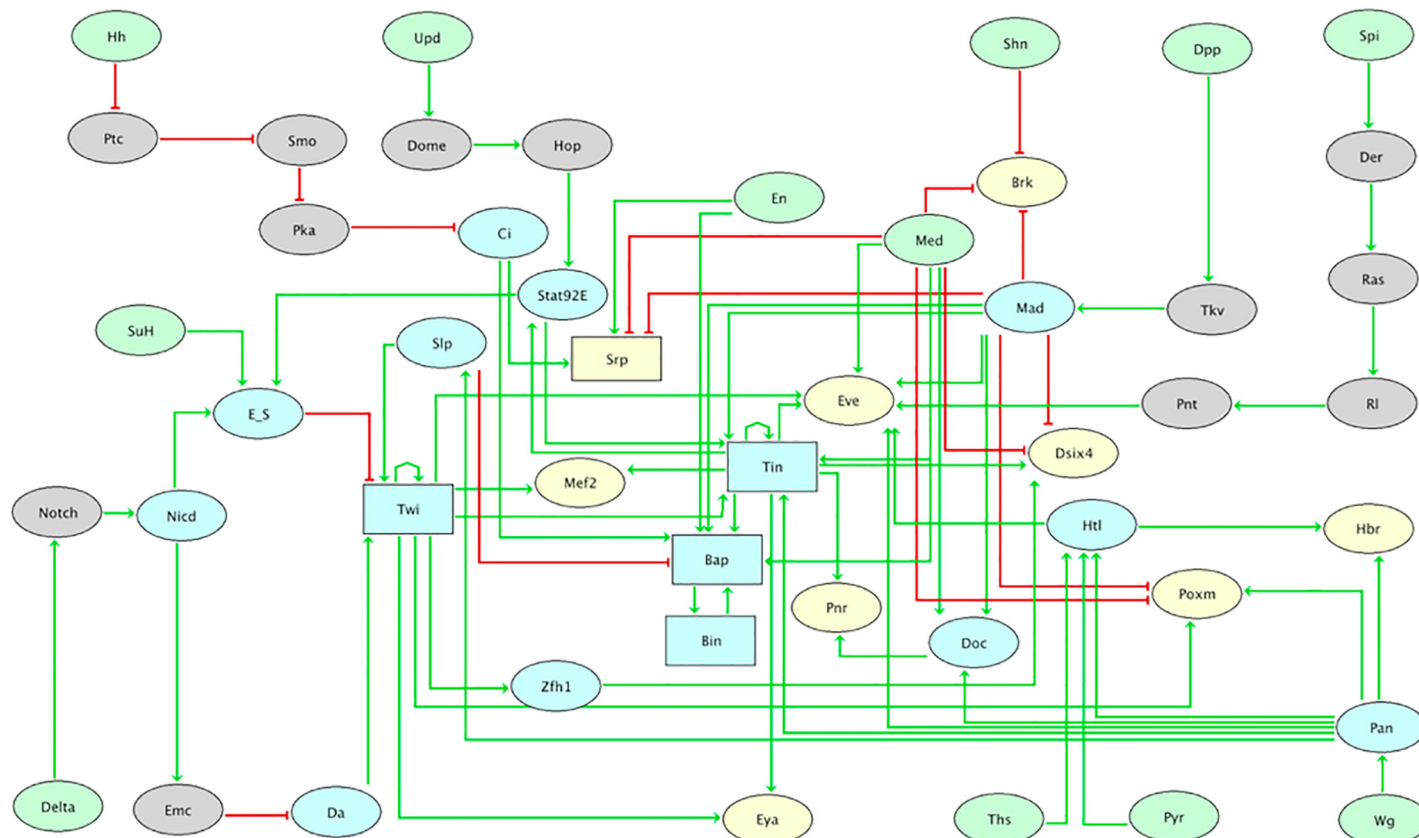 Hh
Upd
Shn
Dpp
Spi
Ptc
Smo
Dome
Hop
Der
Brk
En
Pka
Ci
Med
Stat92E
Ras
Mad
Tkv
SuH
Slp
Srp
E_S
Eve
Pnt
Rl
Dsix4
Tin
Mef2
Twi
Notch
Nicd
Htl
Hbr
Bap
Poxm
Pnr
Bin
Doc
Zfh1
Pan
Delta
Emc
Da
Eya
Ths
Pyr
Wg